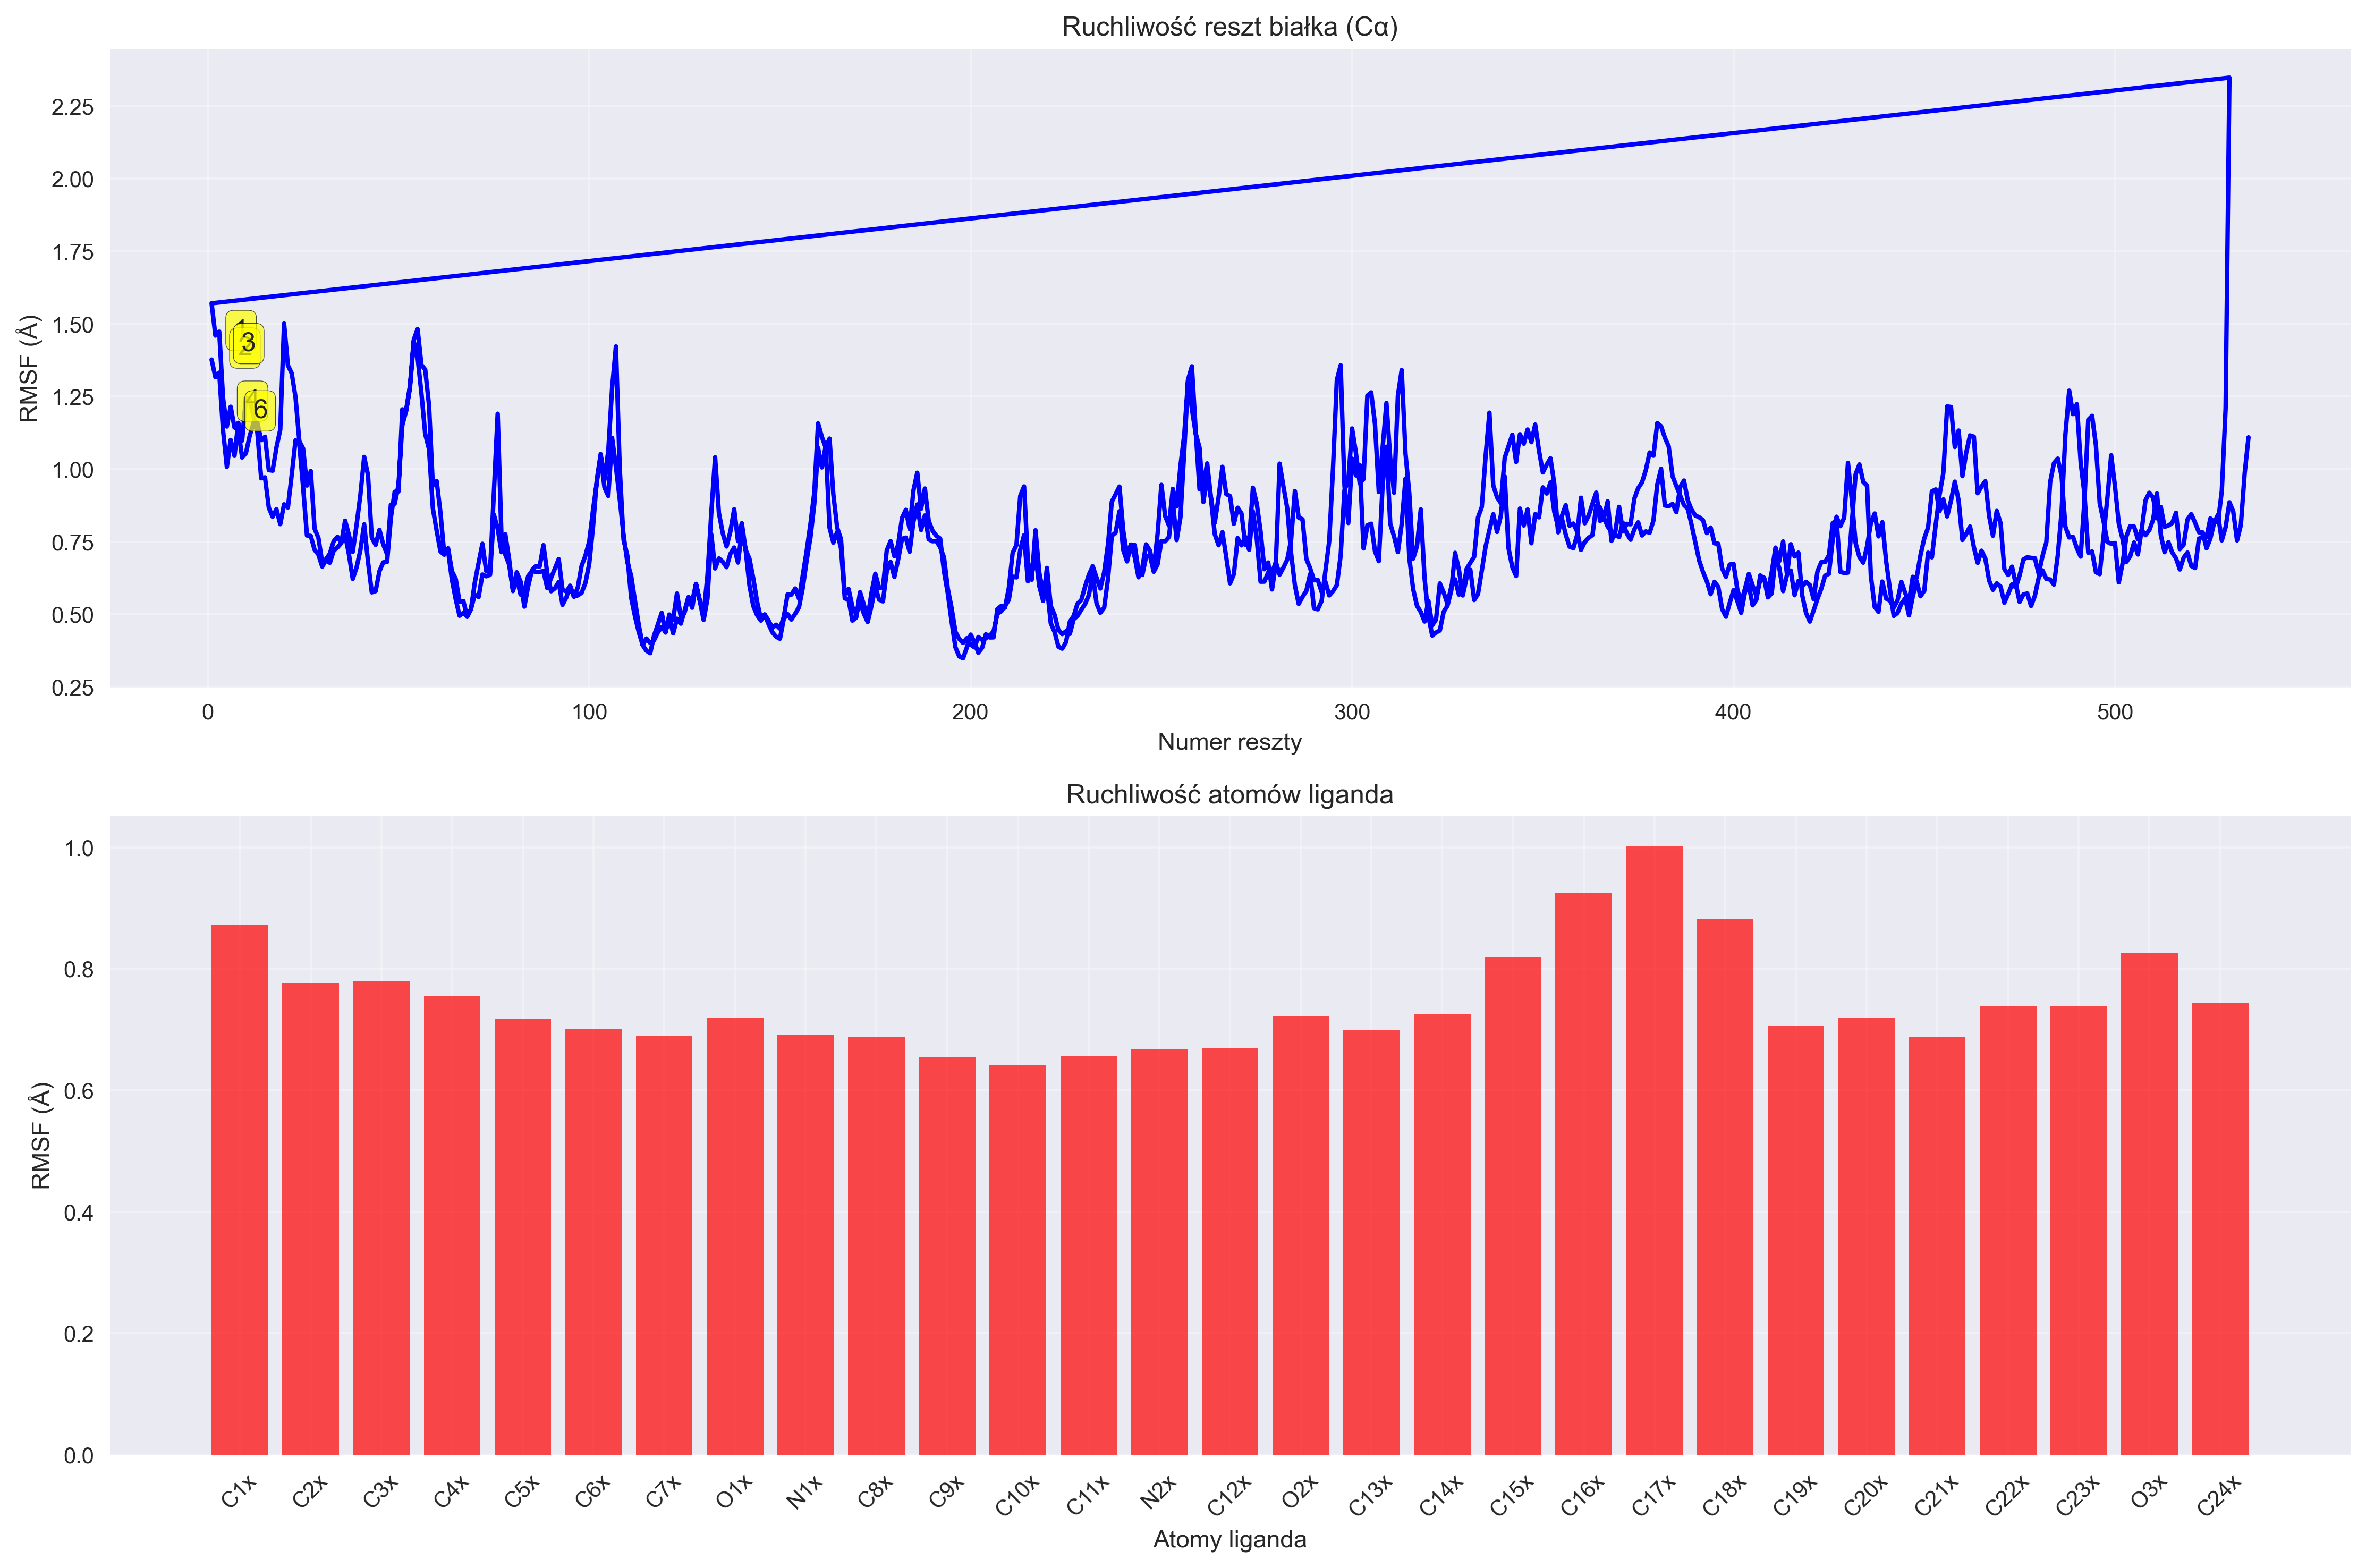 Ruchliwość reszt białka (Cα)
RMSF (Å)
2.25
2.00
1.75
1.50
1.25
1.00
0.75
0.50
0.25
3
6
0 100 200 300 400 500
Numer reszty
Ruchliwość atomów liganda
RMSF (Å)
1.0
0.8
0.6
0.4
0.2
0.0
C1x C2x C3x C4x C5x C6x C7x O1x N1x C8x C9x C10x C11x N2x C12x O2x C13x C14x C15x C16x C17x C18x C19x C20x C21x C22x C23x O3x C24x
Atomy liganda